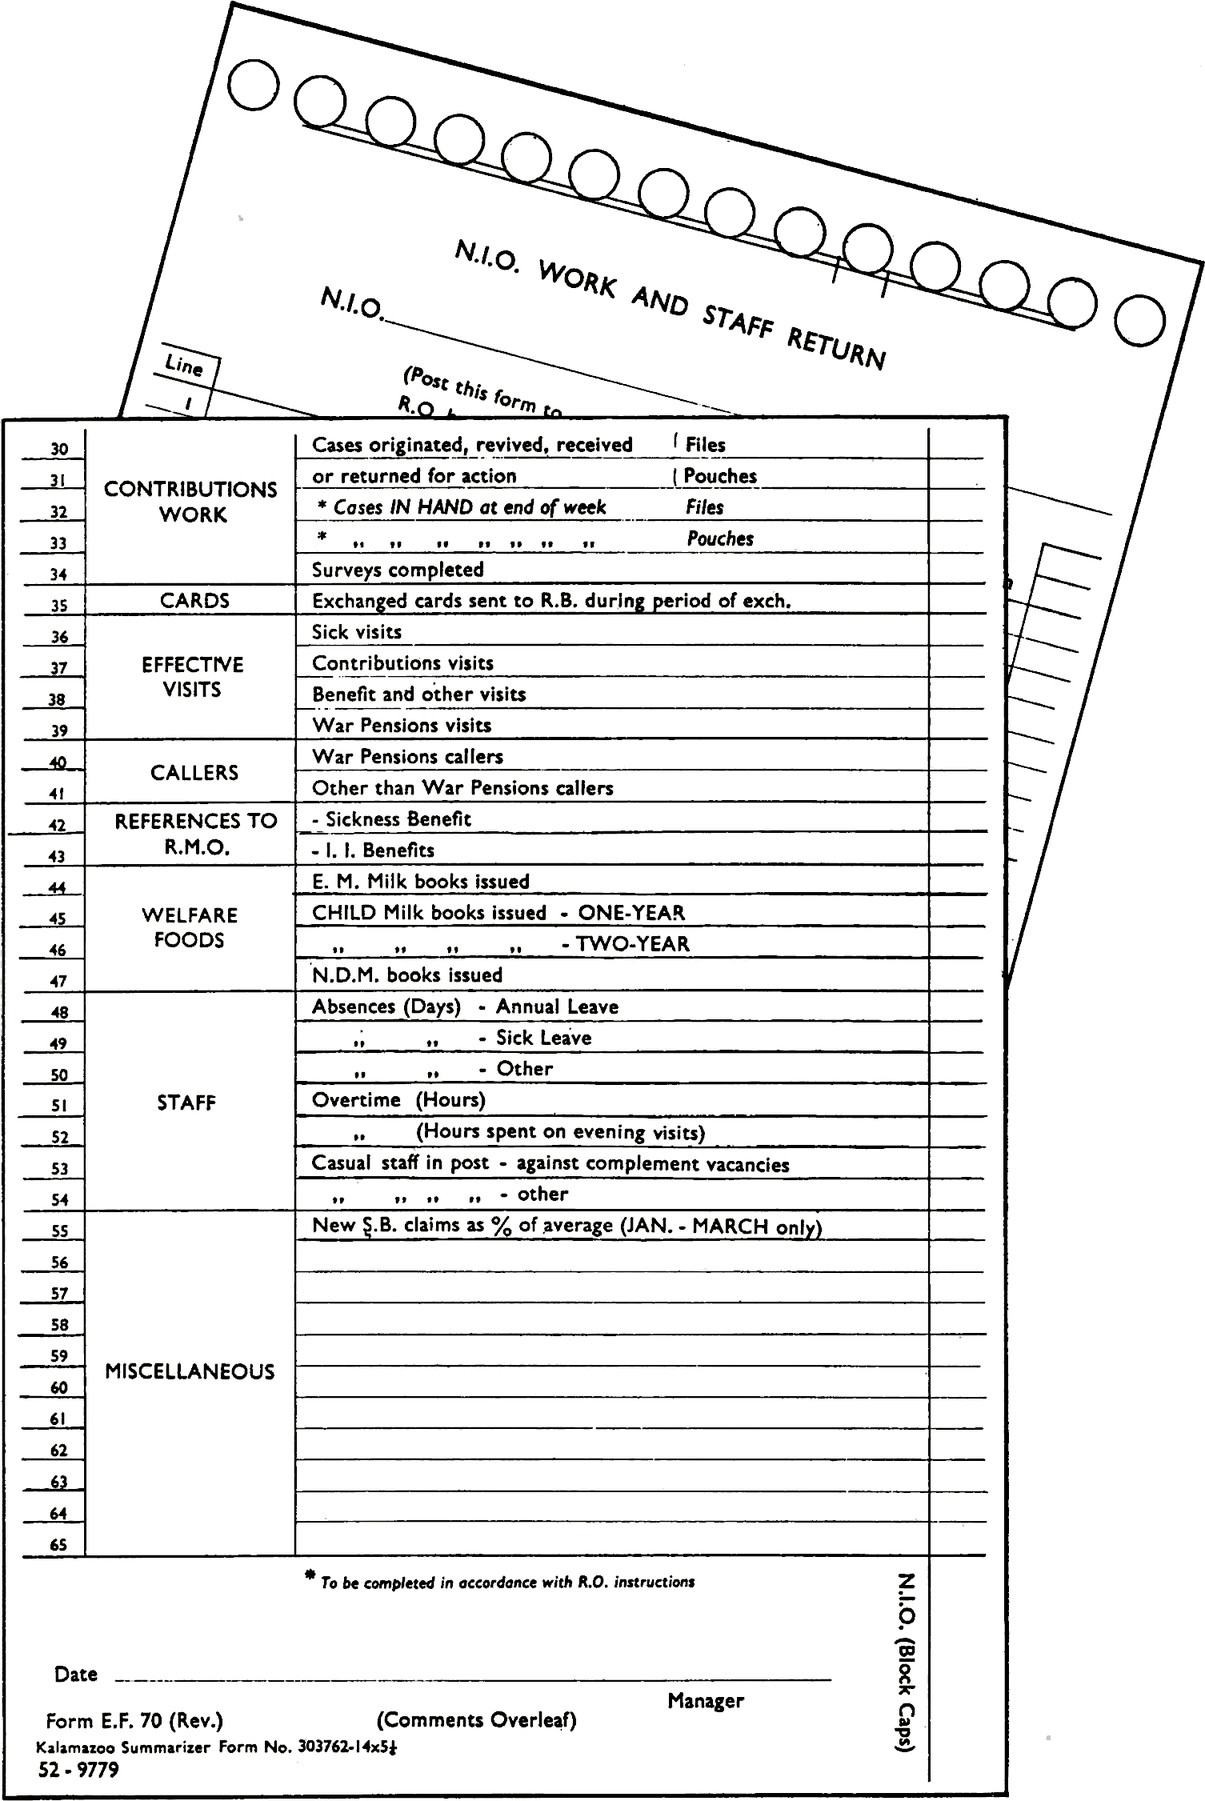 N.I.O. WORK AND STAFF RETURN
N.I.O.
(Post this form to
R.O.
Line
1
30 Cases originated, revived, received ( Files
31 or returned for action ( Pouches
CONTRIBUTIONS
WORK
32 * Cases IN HAND at end of week Files
33 * ,, ,, ,, ,, ,, ,, ,, Pouches
34 Surveys completed
35 CARDS Exchanged cards sent to R.B. during period of exch.
36 Sick visits
EFFECTIVE
VISITS
37 Contributions visits
38 Benefit and other visits
39 War Pensions visits
40 War Pensions callers
CALLERS
41 Other than War Pensions callers
42 REFERENCES TO - Sickness Benefit
43 R.M.O. - I. I. Benefits
44 E. M. Milk books issued
WELFARE
FOODS
45 CHILD Milk books issued - ONE-YEAR
46 ,, ,, ,, ,, - TWO-YEAR
47 N.D.M. books issued
48 Absences (Days) - Annual Leave
49 ,, ,, - Sick Leave
50 ,, ,, - Other
51 STAFF Overtime (Hours)
52 ,, (Hours spent on evening visits)
53 Casual staff in post - against complement vacancies
54 ,, ,, ,, ,, - other
55 New S.B. claims as % of average (JAN. - MARCH only)
56
57
58
59
MISCELLANEOUS
60
61
62
63
64
65
* To be completed in accordance with R.O. instructions
N.I.O. (Block Caps)
Date
Manager
Form E.F. 70 (Rev.) (Comments Overleaf)
Kalamazoo Summarizer Form No. 303762-14x5½
52 - 9779